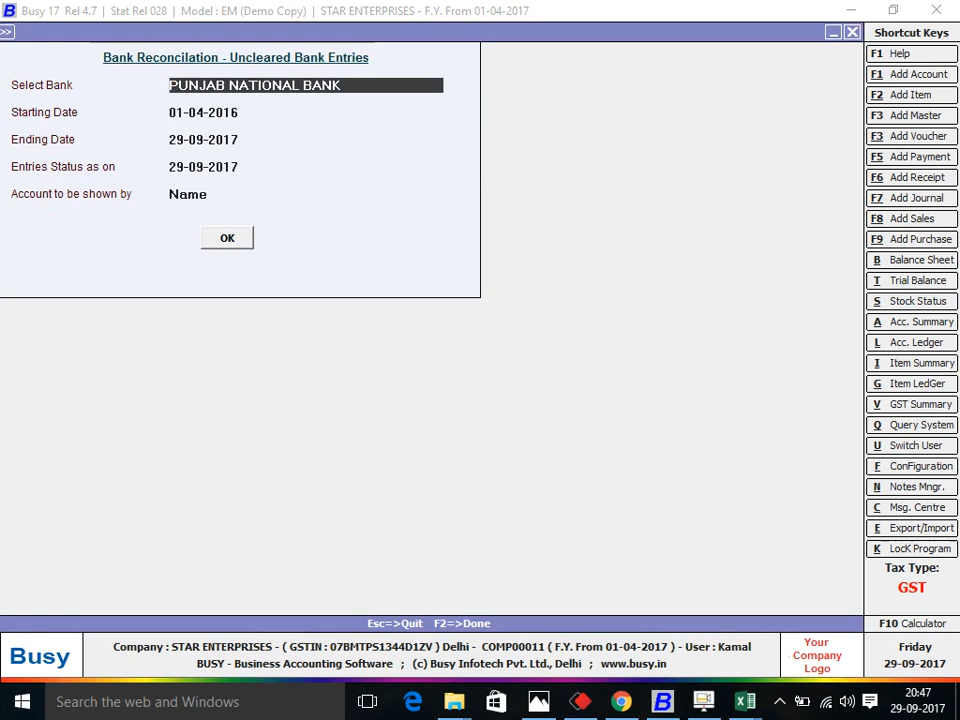 Busy 17 Rel 4.7 | Stat Rel 028 | Model : EM (Demo Copy) | STAR ENTERPRISES - F.Y. From 01-04-2017
>>
Bank Reconcilation - Uncleared Bank Entries
Select Bank PUNJAB NATIONAL BANK
Starting Date 01-04-2016
Ending Date 29-09-2017
Entries Status as on 29-09-2017
Account to be shown by Name
OK
Shortcut Keys
F1 Help
F1 Add Account
F2 Add Item
F3 Add Master
F3 Add Voucher
F5 Add Payment
F6 Add Receipt
F7 Add Journal
F8 Add Sales
F9 Add Purchase
B Balance Sheet
T Trial Balance
S Stock Status
A Acc. Summary
L Acc. Ledger
I Item Summary
G Item LedGer
V GST Summary
Q Query System
U Switch User
F ConFiguration
N Notes Mngr.
C Msg. Centre
E Export/Import
K LocK Program
Tax Type:
GST
Esc=>Quit F2=>Done
F10 Calculator
Busy
Company : STAR ENTERPRISES - ( GSTIN : 07BMTPS1344D1ZV ) Delhi - COMP00011 ( F.Y. From 01-04-2017 ) - User : Kamal
BUSY - Business Accounting Software ; (c) Busy Infotech Pvt. Ltd., Delhi ; www.busy.in
Your
Company
Logo
Friday
29-09-2017
Search the web and Windows
20:47
29-09-2017